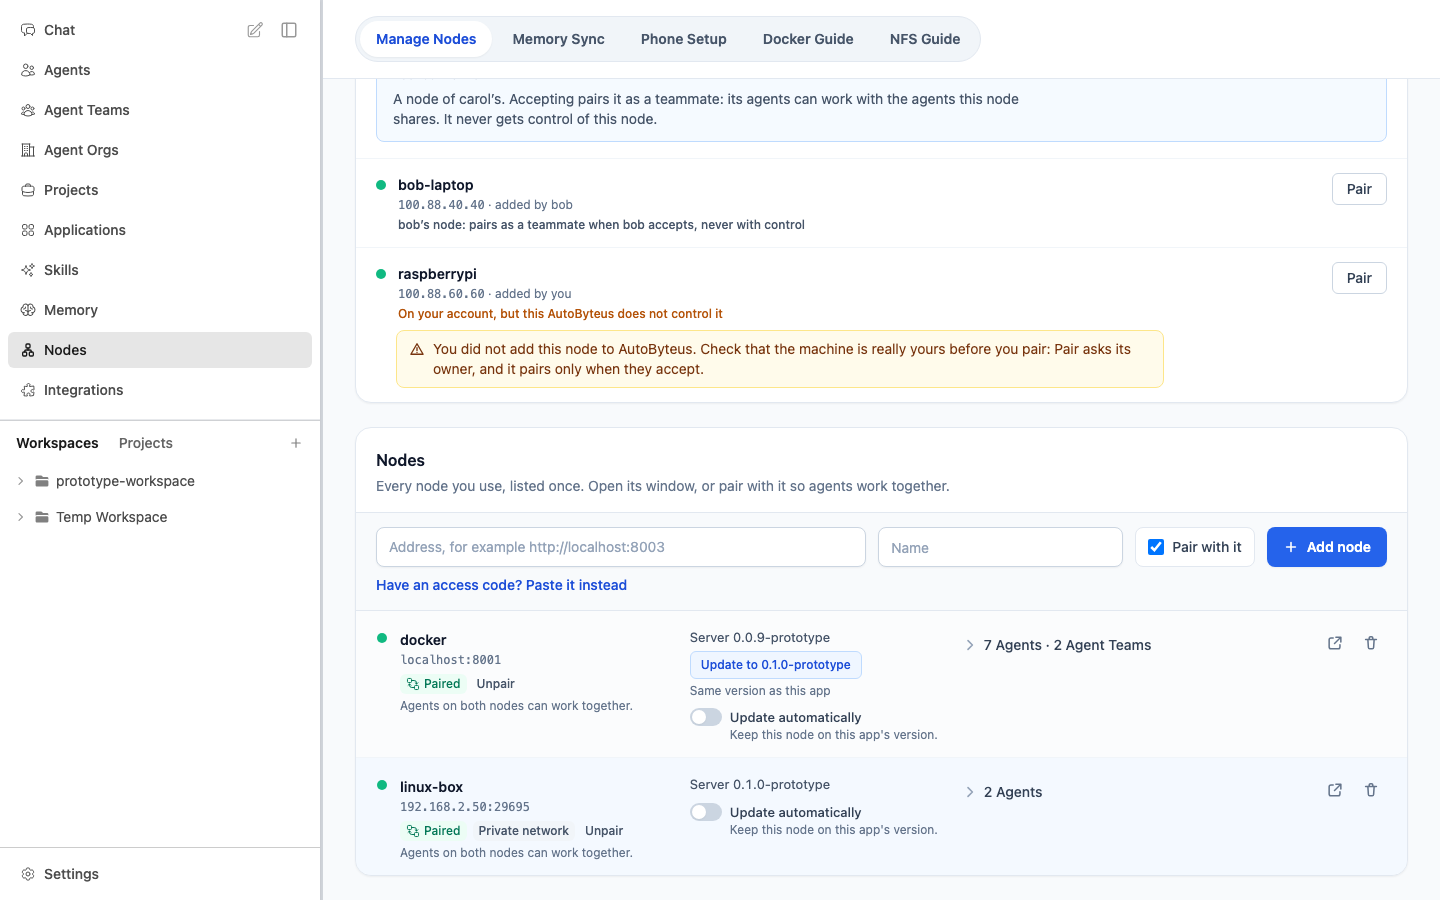 Chat
Agents
Agent Teams
Agent Orgs
Projects
Applications
Skills
Memory
Nodes
Integrations
Workspaces
Projects
prototype-workspace
Temp Workspace
Settings
Manage Nodes
Memory Sync
Phone Setup
Docker Guide
NFS Guide
A node of carol’s. Accepting pairs it as a teammate: its agents can work with the agents this node
shares. It never gets control of this node.
bob-laptop
100.88.40.40 · added by bob
bob’s node: pairs as a teammate when bob accepts, never with control
Pair
raspberrypi
100.88.60.60 · added by you
On your account, but this AutoByteus does not control it
Pair
You did not add this node to AutoByteus. Check that the machine is really yours before you pair: Pair asks its
owner, and it pairs only when they accept.
Nodes
Every node you use, listed once. Open its window, or pair with it so agents work together.
Address, for example http://localhost:8003
Name
Pair with it
Add node
Have an access code? Paste it instead
docker
localhost:8001
Paired
Unpair
Agents on both nodes can work together.
Server 0.0.9-prototype
Update to 0.1.0-prototype
Same version as this app
Update automatically
Keep this node on this app's version.
7 Agents · 2 Agent Teams
linux-box
192.168.2.50:29695
Paired
Private network
Unpair
Agents on both nodes can work together.
Server 0.1.0-prototype
Update automatically
Keep this node on this app's version.
2 Agents